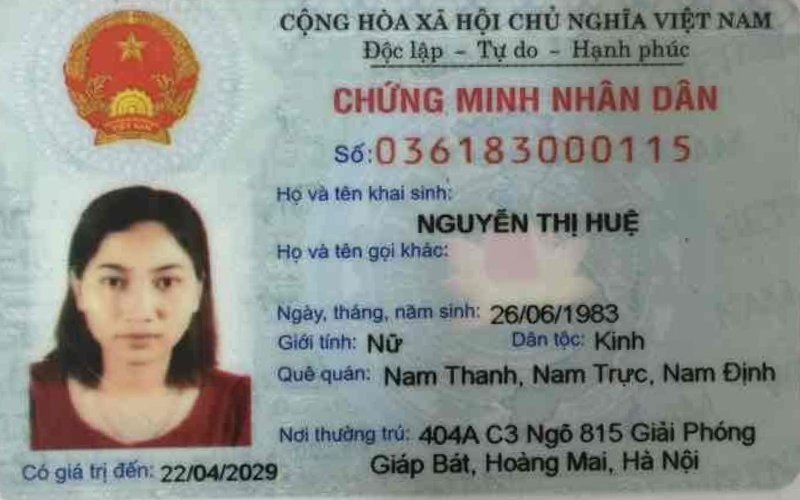 CỘNG HÒA XÃ HỘI CHỦ NGHĨA VIỆT NAM
Độc lập - Tự do - Hạnh phúc
CHỨNG MINH NHÂN DÂN
Số: 036183000115
Họ và tên khai sinh:
NGUYỄN THỊ HUỆ
Họ và tên gọi khác:
Ngày, tháng, năm sinh: 26/06/1983
Giới tính: Nữ Dân tộc: Kinh
Quê quán: Nam Thanh, Nam Trực, Nam Định
Nơi thường trú: 404A C3 Ngõ 815 Giải Phóng
Giáp Bát, Hoàng Mai, Hà Nội
Có giá trị đến: 22/04/2029
VIỆT NAM